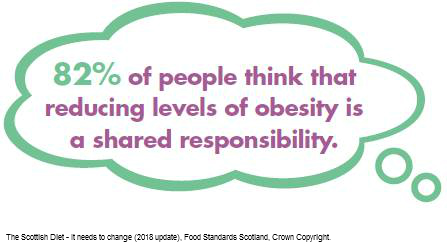 82% of people think that
reducing levels of obesity is
a shared responsibility.
The Scottish Diet - it needs to change (2018 update), Food Standards Scotland, Crown Copyright.